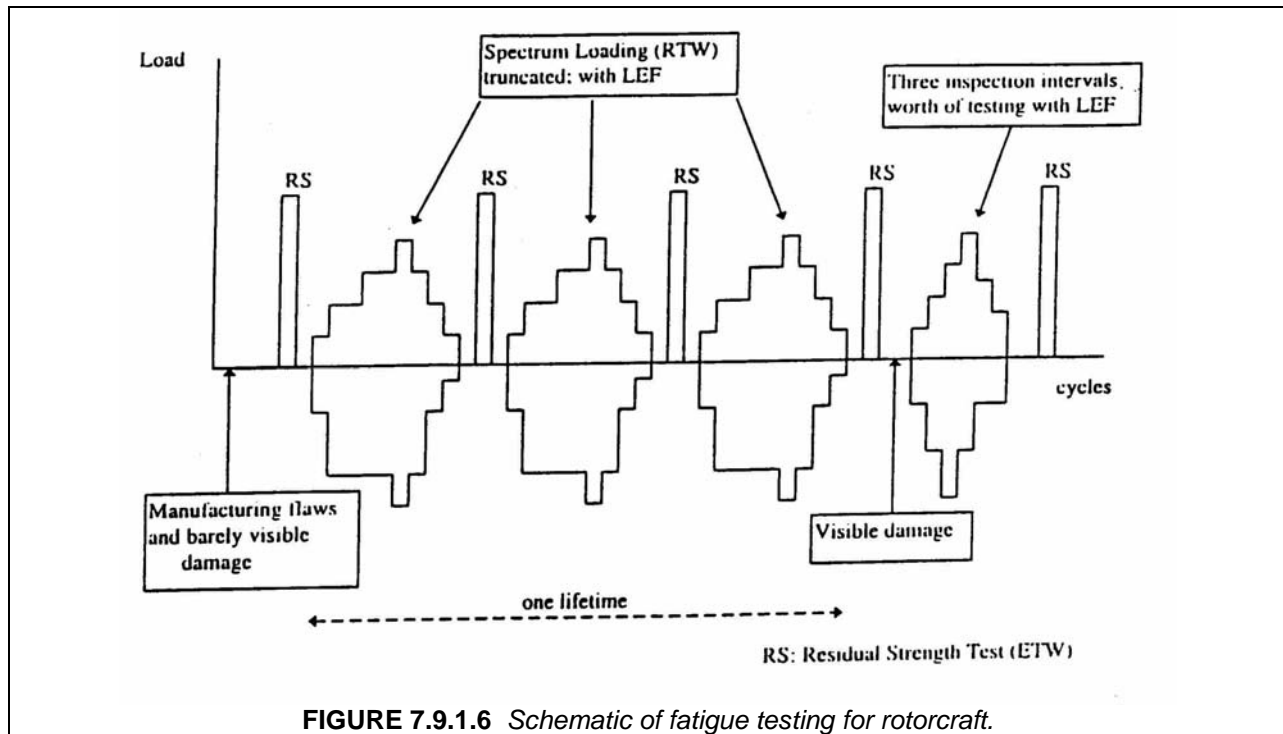 Load
Spectrum Loading (RTW)
truncated; with LEF
Three inspection intervals,
worth of testing with LEF
RS
RS
RS
RS
RS
cycles
Manufacturing flaws
and barely visible
damage
Visible damage
one lifetime
RS: Residual Strength Test (ETW)
FIGURE 7.9.1.6 Schematic of fatigue testing for rotorcraft.